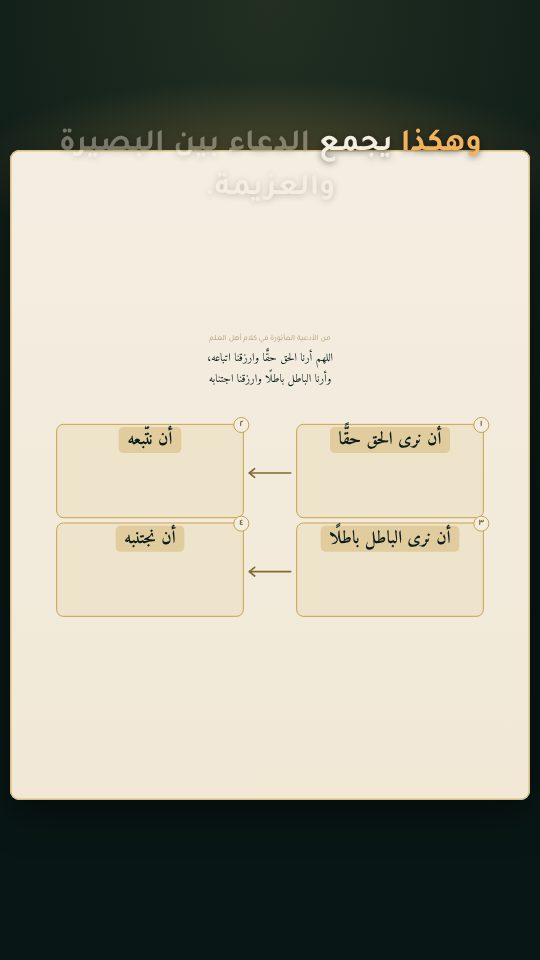 وهكذا يجمع الدعاء بين البصيرة
والعزيمة.
من الأدعية المأثورة في كلام أهل العلم
اللهم أرنا الحق حقًّا وارزقنا اتباعه،
وأرنا الباطل باطلًا وارزقنا اجتنابه
١
أن نرى الحق حقًّا
٢
أن نتّبعه
٣
أن نرى الباطل باطلًا
٤
أن نجتنبه